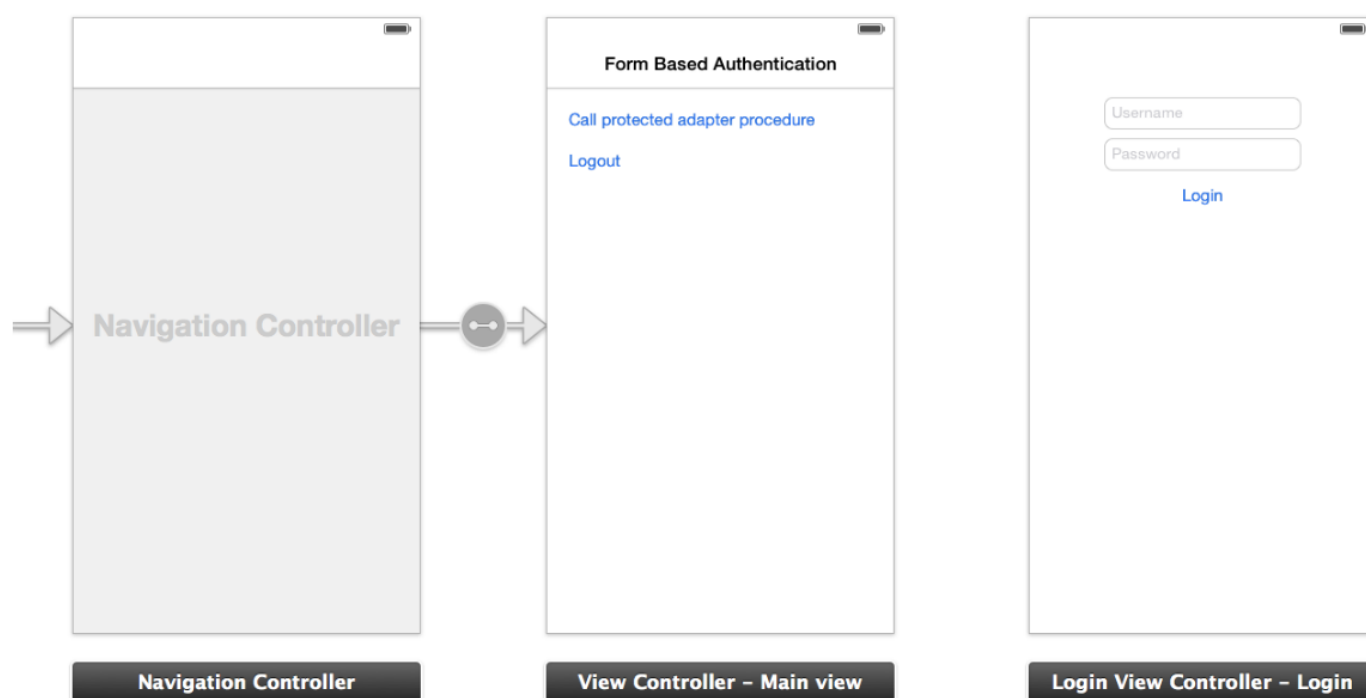 Navigation Controller
Navigation Controller
Form Based Authentication
Call protected adapter procedure
Logout
View Controller – Main view
Username
Password
Login
Login View Controller – Login